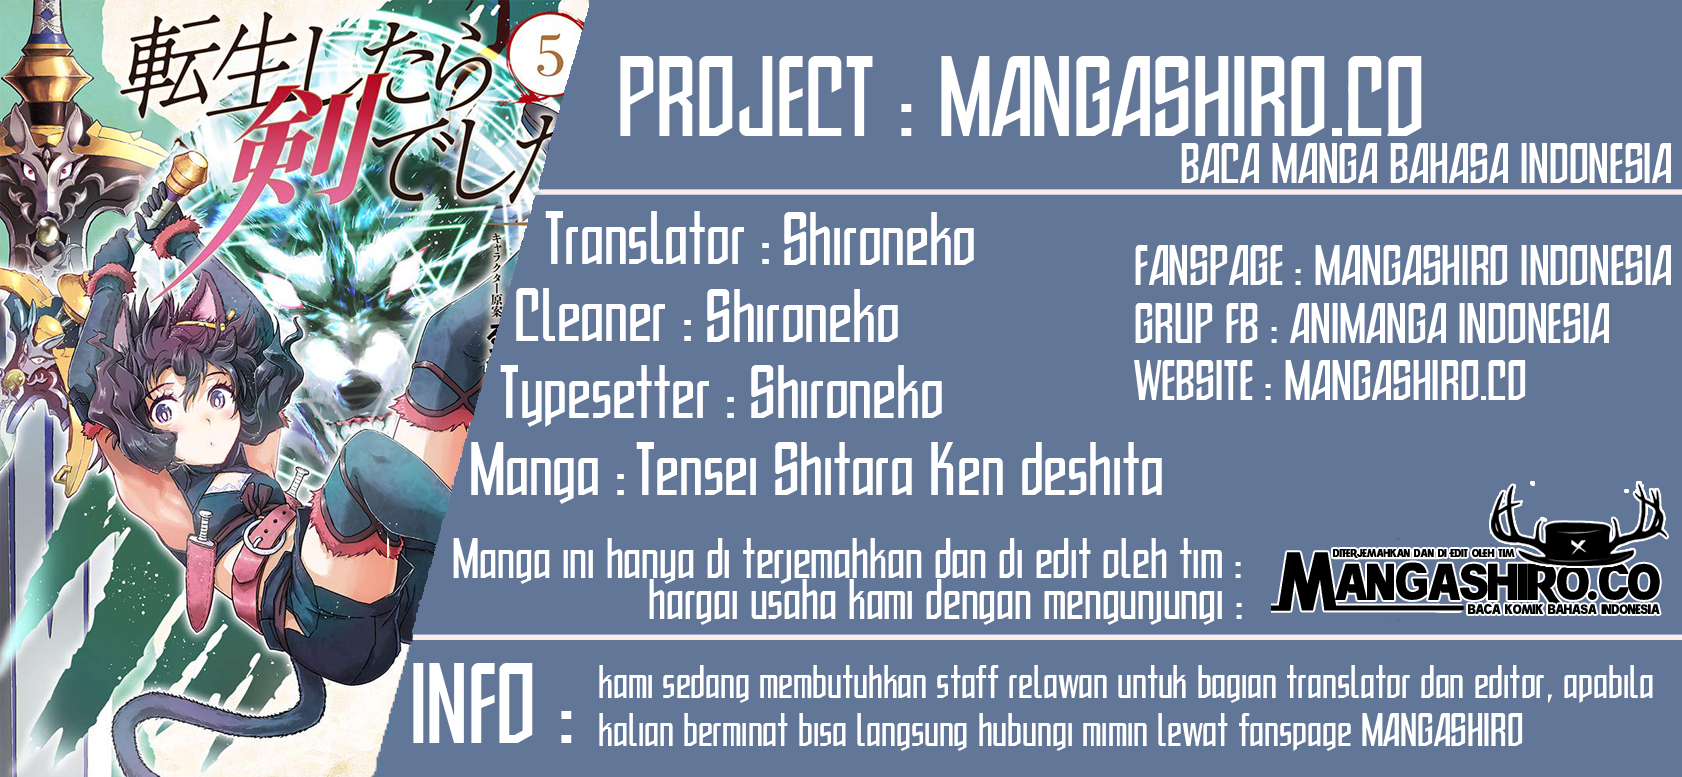 転生したら
剣でした
5
キャラクター原案
PROJECT : MANGASHIRO.CO
BACA MANGA BAHASA INDONESIA
Translator : Shironeko
Cleaner : Shironeko
Typesetter : Shironeko
Manga : Tensei Shitara Ken deshita
FANSPAGE : MANGASHIRO INDONESIA
GRUP FB : ANIMANGA INDONESIA
WEBSITE : MANGASHIRO.CO
Manga ini hanya di terjemahkan dan di edit oleh tim :
hargai usaha kami dengan mengunjungi :
DITERJEMAHKAN DAN DI EDIT OLEH TIM
MANGASHIRO.CO
BACA KOMIK BAHASA INDONESIA
INFO :
kami sedang membutuhkan staff relawan untuk bagian translator dan editor, apabila
kalian berminat bisa langsung hubungi mimin lewat fanspage MANGASHIRO